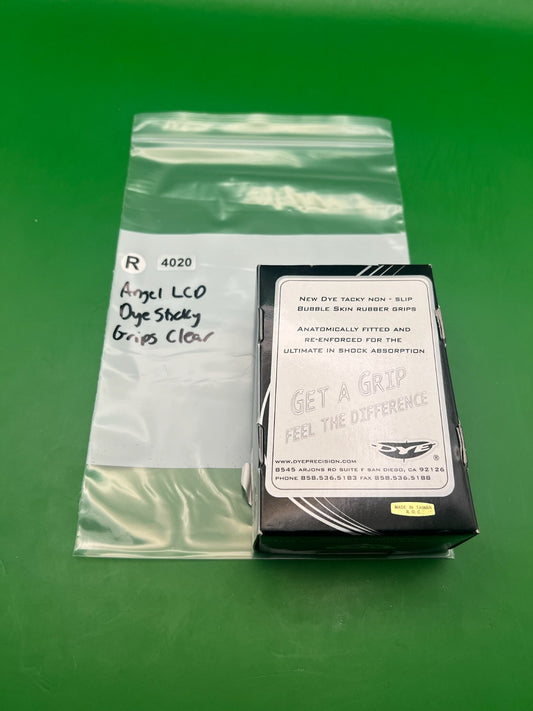 R 4020
Angel LCD
Dye Sticky
Grips Clear
New Dye tacky non - slip
Bubble Skin rubber grips
Anatomically fitted and
re-enforced for the
ultimate in shock absorption
Get a Grip
feel the difference
DYE ®
www.dyeprecision.com
8545 Arjons Rd Suite F San Diego, CA 92126
Phone 858.536.5183 Fax 858.536.5188
MADE IN TAIWAN
R.O.C.